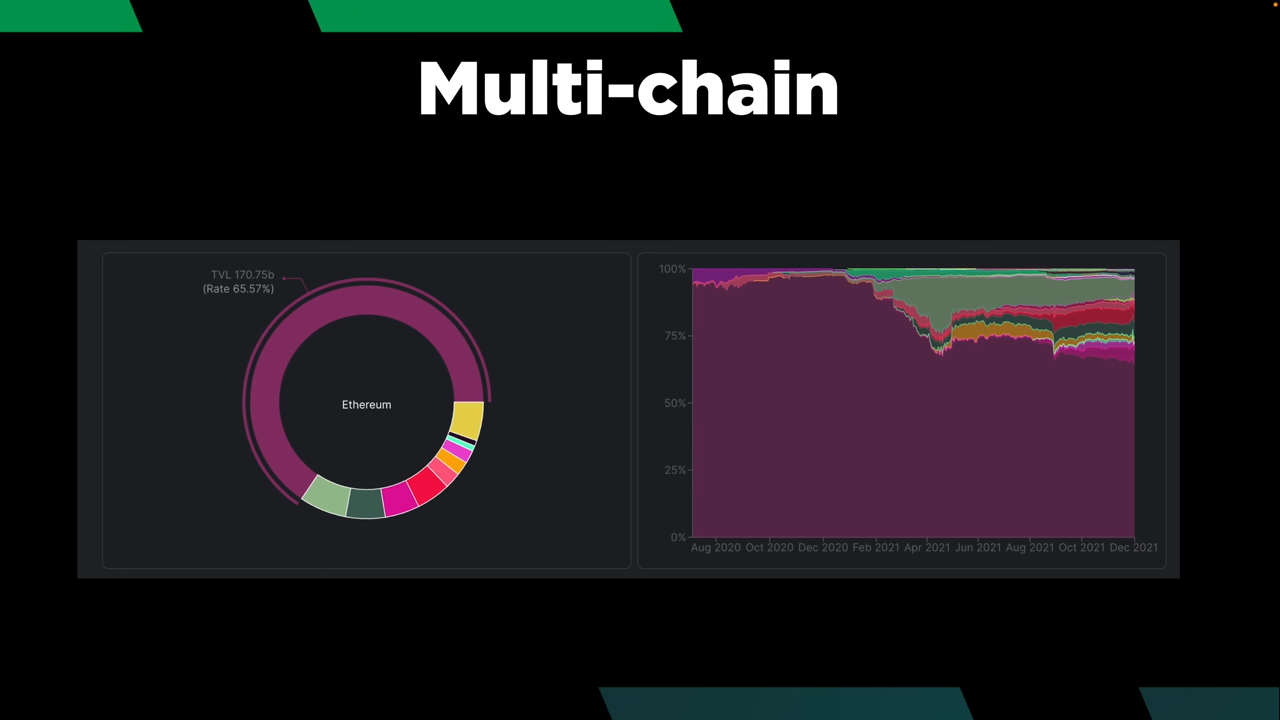 Multi-chain
TVL 170.75b
(Rate 65.57%)
Ethereum
100%
75%
50%
25%
0%
Aug 2020 Oct 2020 Dec 2020 Feb 2021 Apr 2021 Jun 2021 Aug 2021 Oct 2021 Dec 2021